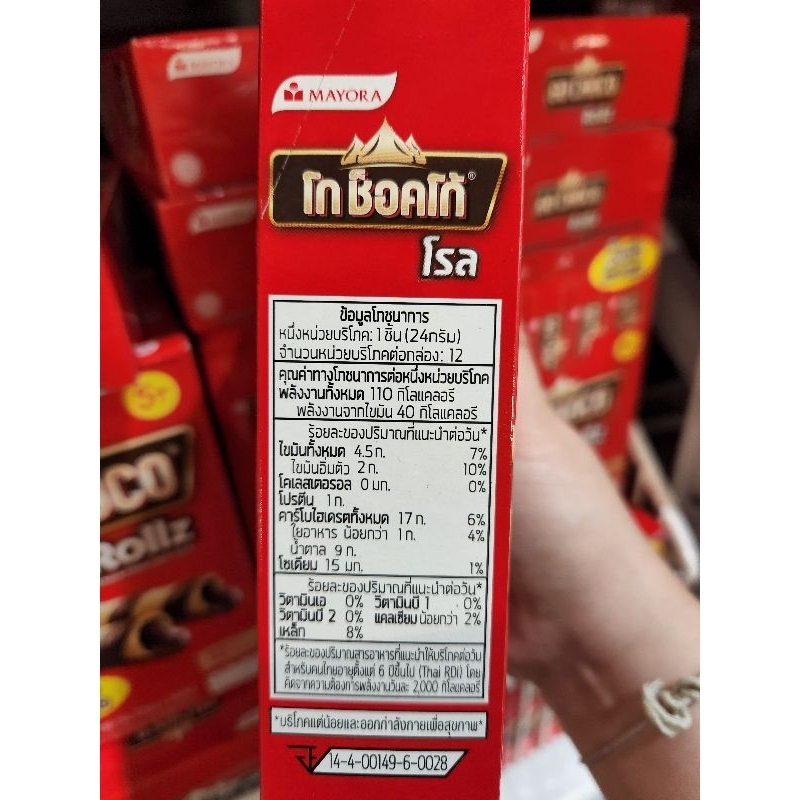 MAYORA
โก ช็อคโก้®
โรล
ข้อมูลโภชนาการ
หนึ่งหน่วยบริโภค: 1 ชิ้น (24กรัม)
จำนวนหน่วยบริโภคต่อกล่อง: 12
คุณค่าทางโภชนาการต่อหนึ่งหน่วยบริโภค
พลังงานทั้งหมด 110 กิโลแคลอรี
พลังงานจากไขมัน 40 กิโลแคลอรี
ร้อยละของปริมาณที่แนะนำต่อวัน*
ไขมันทั้งหมด 4.5 ก. 7%
ไขมันอิ่มตัว 2 ก. 10%
โคเลสเตอรอล 0 มก. 0%
โปรตีน 1 ก.
คาร์โบไฮเดรตทั้งหมด 17 ก. 6%
ใยอาหาร น้อยกว่า 1 ก. 4%
น้ำตาล 9 ก.
โซเดียม 15 มก. 1%
ร้อยละของปริมาณที่แนะนำต่อวัน*
วิตามินเอ 0% วิตามินบี 1 0%
วิตามินบี 2 0% แคลเซียม น้อยกว่า 2%
เหล็ก 8%
*ร้อยละของปริมาณสารอาหารที่แนะนำให้บริโภคต่อวัน
สำหรับคนไทยอายุตั้งแต่ 6 ปีขึ้นไป (Thai RDI) โดย
คิดจากความต้องการพลังงานวันละ 2,000 กิโลแคลอรี
*บริโภคแต่น้อยและออกกำลังกายเพื่อสุขภาพ*
14-4-00149-6-0028
OCO
Rollz